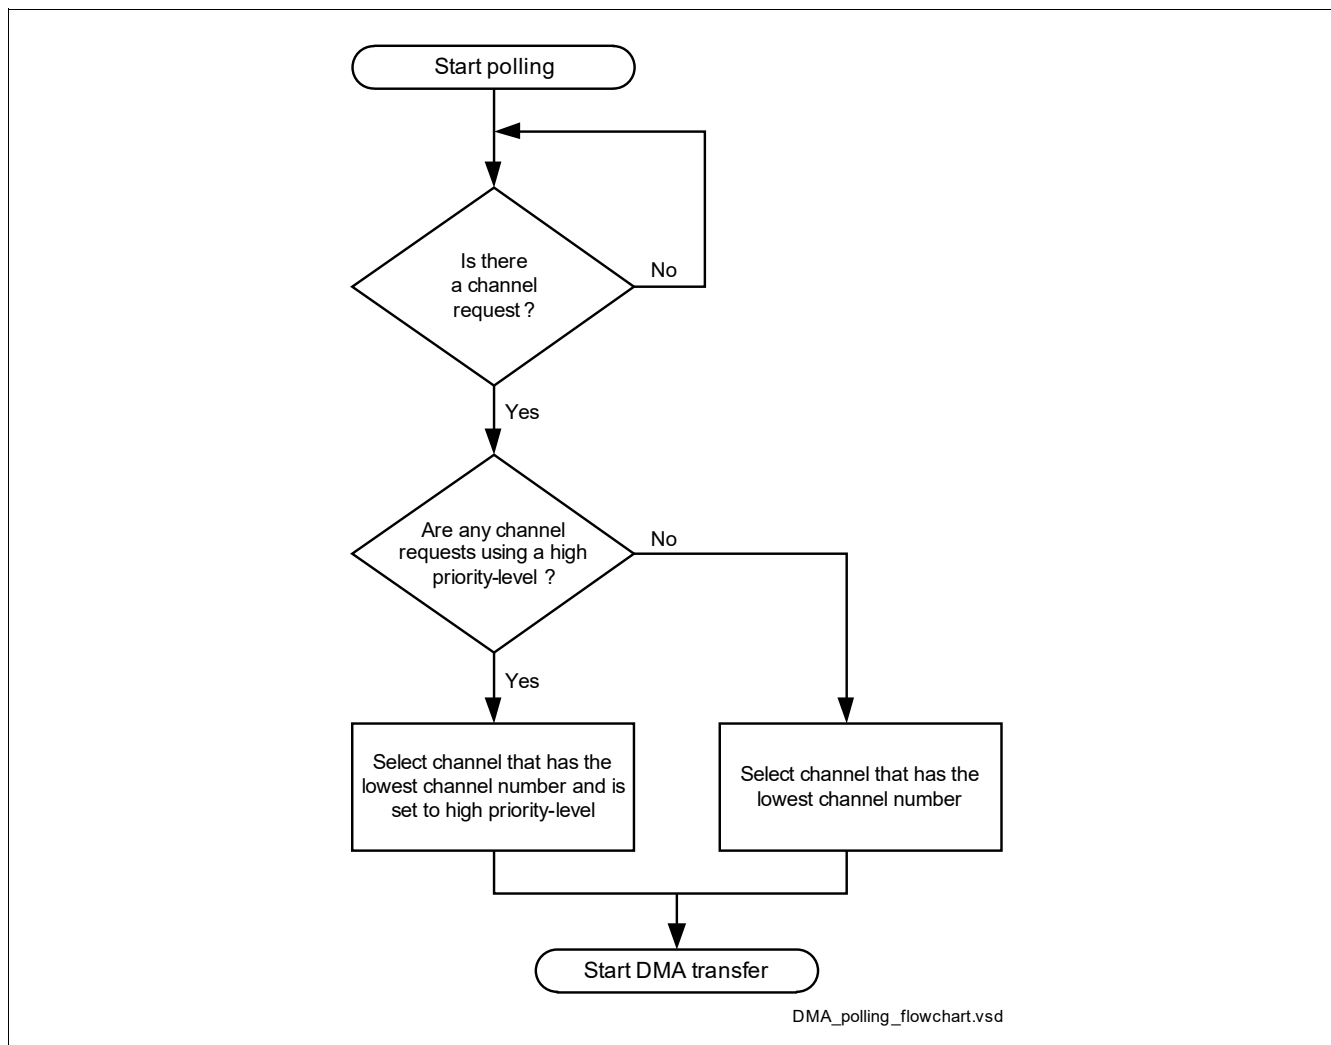 Start polling
Is there
a channel
request ?
No
Yes
Are any channel
requests using a high
priority-level ?
No
Yes
Select channel that has the
lowest channel number and is
set to high priority-level
Select channel that has the
lowest channel number
Start DMA transfer
DMA_polling_flowchart.vsd